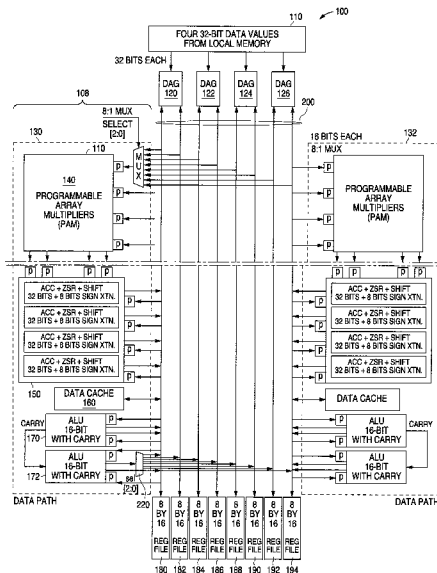 100
110
FOUR 32-BIT DATA VALUES
FROM LOCAL MEMORY
32 BITS EACH
DAG
120
DAG
122
DAG
124
DAG
126
200
108
8:1 MUX
SELECT
[2:0]
130
110
MUX
140
PROGRAMMABLE
ARRAY
MULTIPLIERS
(PAM)
P
P
P
P
16 BITS EACH
8:1 MUX
132
P
P
P
P
PROGRAMMABLE
ARRAY
MULTIPLIERS
(PAM)
P P P P
P P P P
ACC + ZSR + SHIFT
32 BITS + 8 BITS SIGN XTN.
ACC + ZSR + SHIFT
32 BITS + 8 BITS SIGN XTN.
ACC + ZSR + SHIFT
32 BITS + 8 BITS SIGN XTN.
ACC + ZSR + SHIFT
32 BITS + 8 BITS SIGN XTN.
P
P
P
P
150
P
P
P
P
ACC + ZSR + SHIFT
32 BITS + 8 BITS SIGN XTN.
ACC + ZSR + SHIFT
32 BITS + 8 BITS SIGN XTN.
ACC + ZSR + SHIFT
32 BITS + 8 BITS SIGN XTN.
ACC + ZSR + SHIFT
32 BITS + 8 BITS SIGN XTN.
DATA CACHE
160
DATA CACHE
CARRY
170
ALU
16-BIT
WITH CARRY
P
P
172
ALU
16-BIT
WITH CARRY
P
P
[2:0]
220
P
P
ALU
16-BIT
WITH CARRY
CARRY
P
P
ALU
16-BIT
WITH CARRY
DATA PATH
DATA PATH
8 BY 16 REG FILE
8 BY 16 REG FILE
8 BY 16 REG FILE
8 BY 16 REG FILE
8 BY 16 REG FILE
8 BY 16 REG FILE
8 BY 16 REG FILE
8 BY 16 REG FILE
180 182 184 186 188 190 192 194